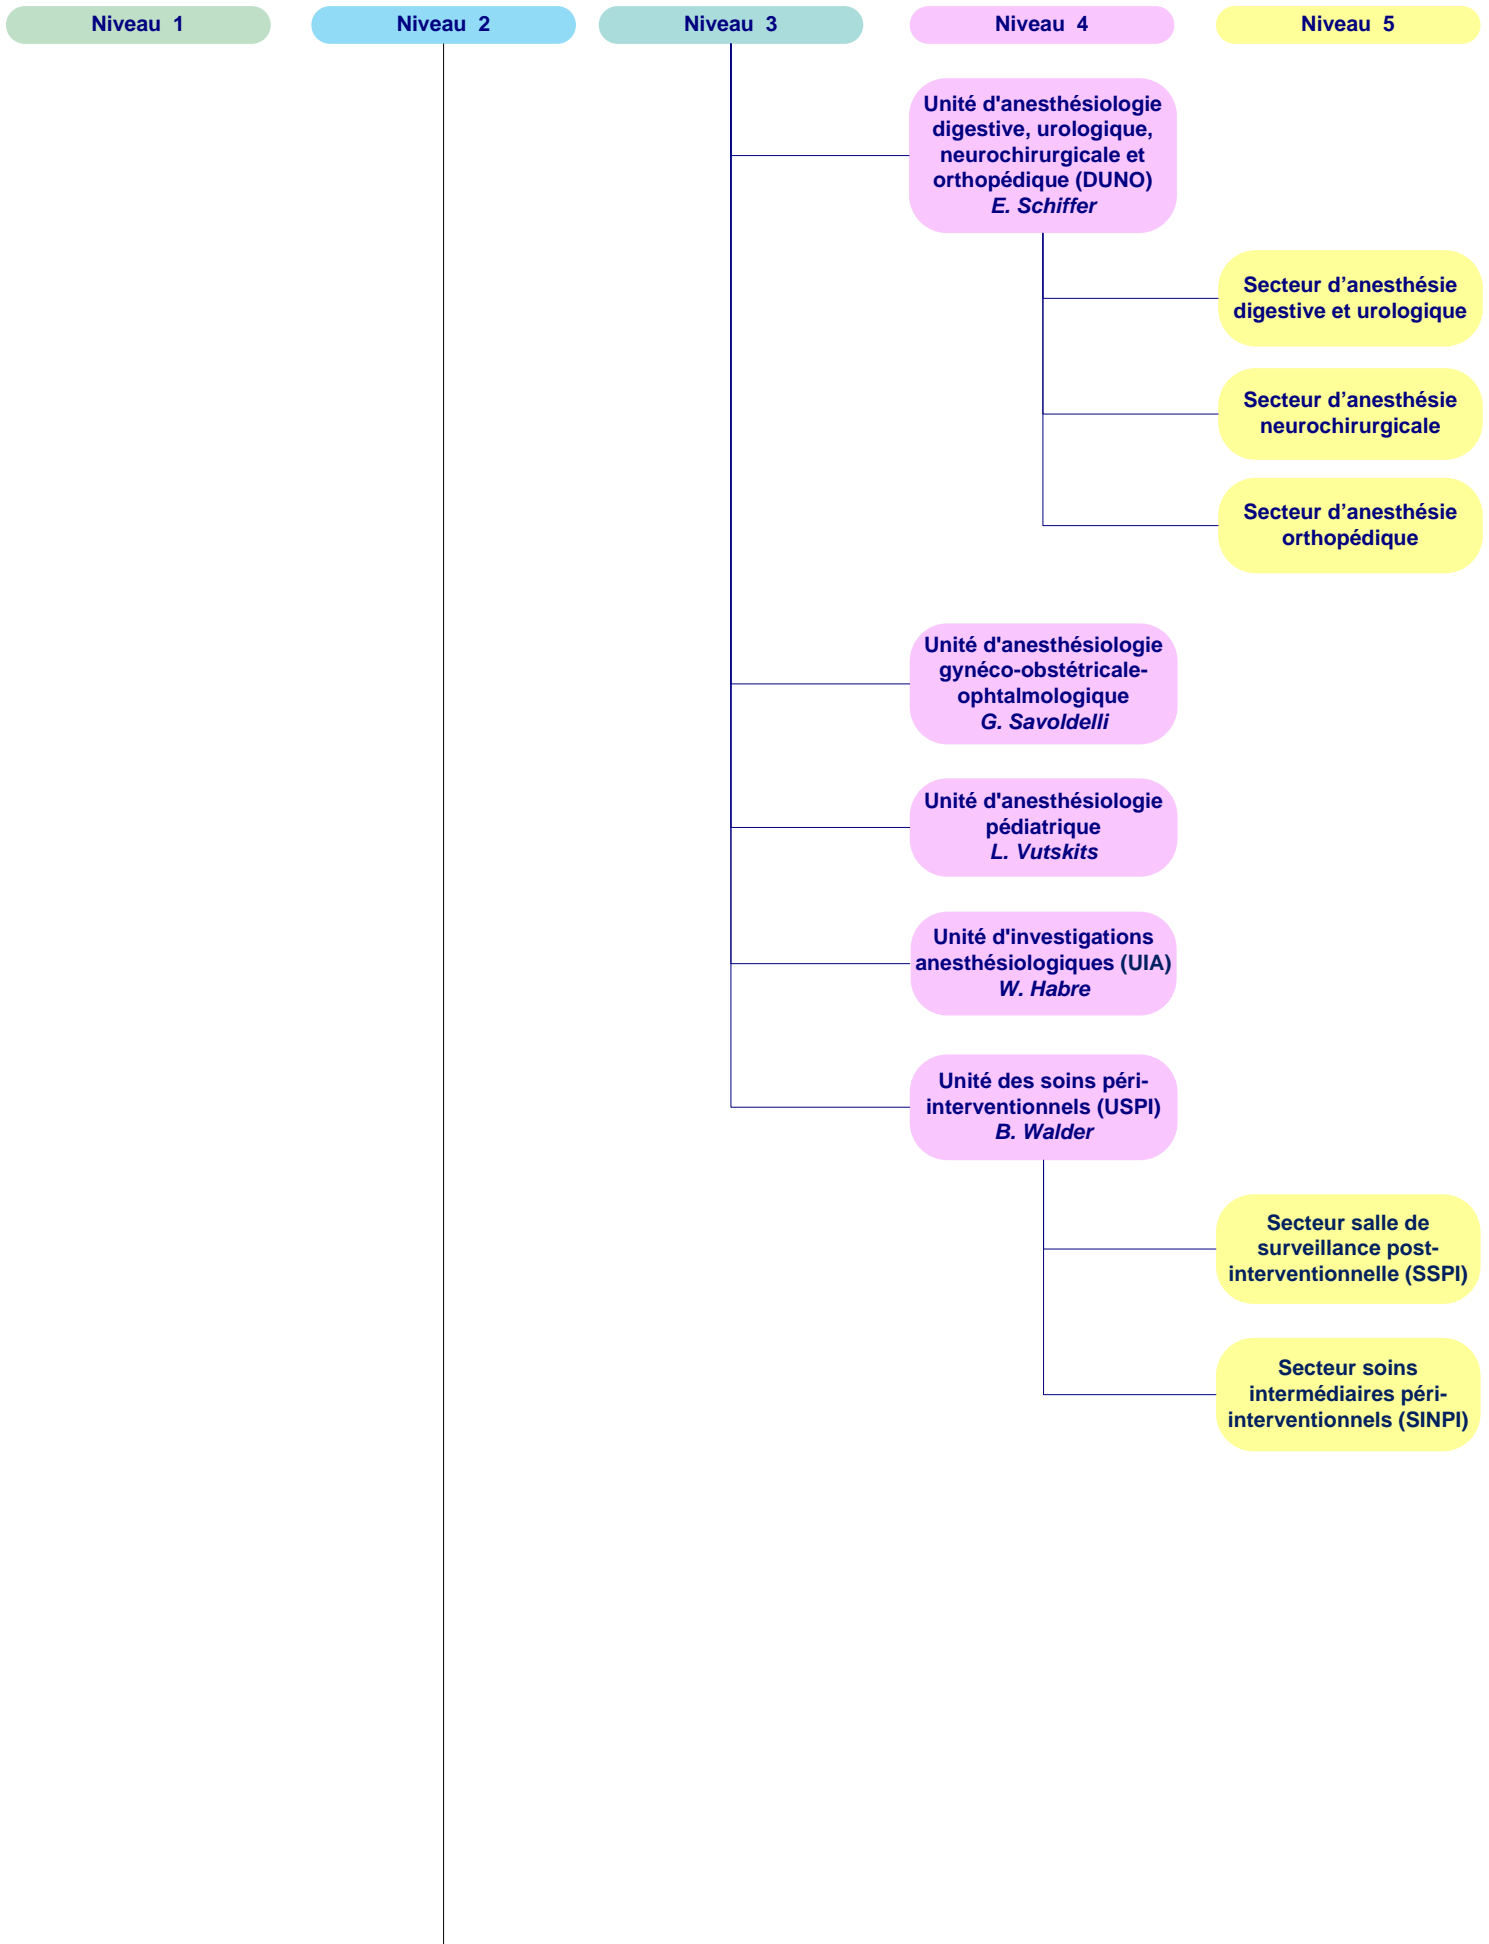 Niveau 1
Niveau 2
Niveau 3
Niveau 4
Niveau 5
Unité d'anesthésiologie
digestive, urologique,
neurochirurgicale et
orthopédique (DUNO)
E. Schiffer
Secteur d’anesthésie
digestive et urologique
Secteur d’anesthésie
neurochirurgicale
Secteur d’anesthésie
orthopédique
Unité d'anesthésiologie
gynéco-obstétricale-
ophtalmologique
G. Savoldelli
Unité d'anesthésiologie
pédiatrique
L. Vutskits
Unité d'investigations
anesthésiologiques (UIA)
W. Habre
Unité des soins péri-
interventionnels (USPI)
B. Walder
Secteur salle de
surveillance post-
interventionnelle (SSPI)
Secteur soins
intermédiaires péri-
interventionnels (SINPI)